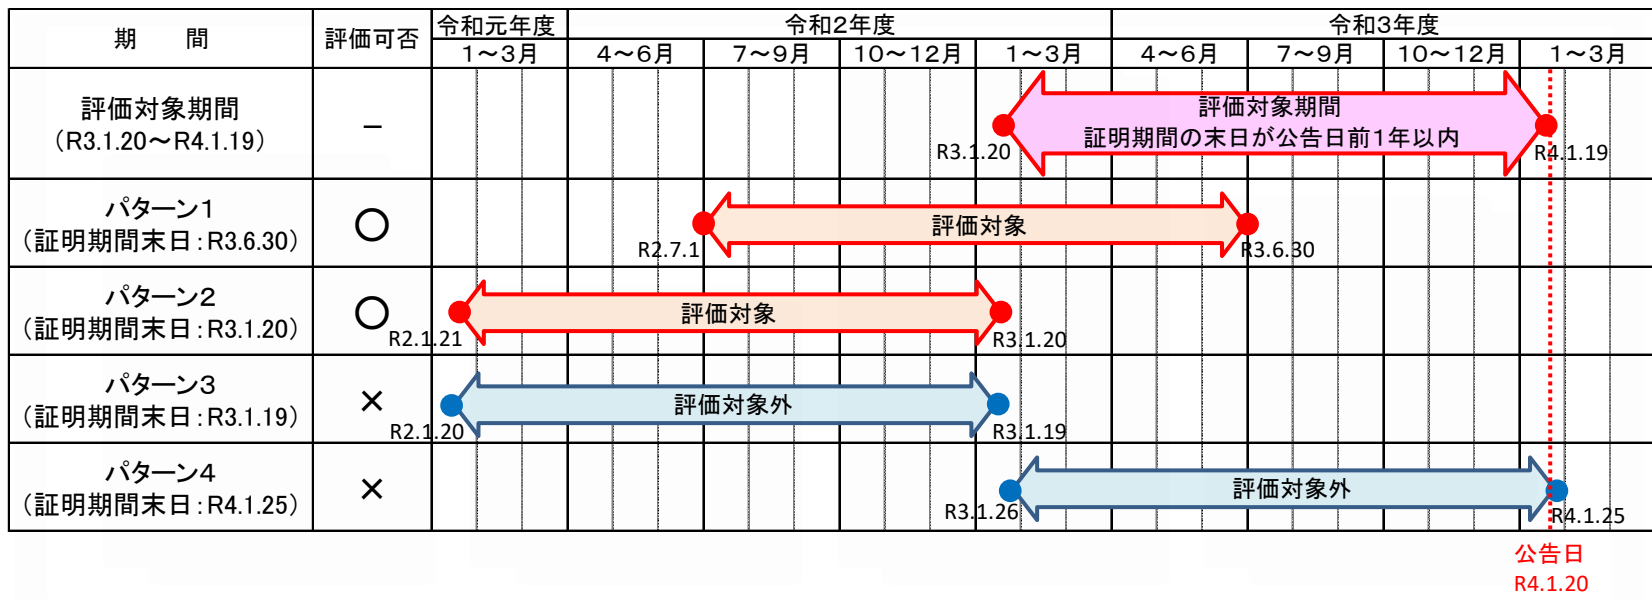 期　間　評価可否　令和元年度　令和2年度　令和3年度
1～3月　4～6月　7～9月　10～12月　1～3月　4～6月　7～9月　10～12月　1～3月
評価対象期間
（R3.1.20～R4.1.19）
－
評価対象期間
証明期間の末日が公告日前1年以内
R3.1.20
R4.1.19
パターン1
（証明期間末日：R3.6.30）
○
評価対象
R2.7.1
R3.6.30
パターン2
（証明期間末日：R3.1.20）
○
評価対象
R2.1.21
R3.1.20
パターン3
（証明期間末日：R3.1.19）
×
評価対象外
R2.1.20
R3.1.19
パターン4
（証明期間末日：R4.1.25）
×
評価対象外
R3.1.26
R4.1.25
公告日
R4.1.20